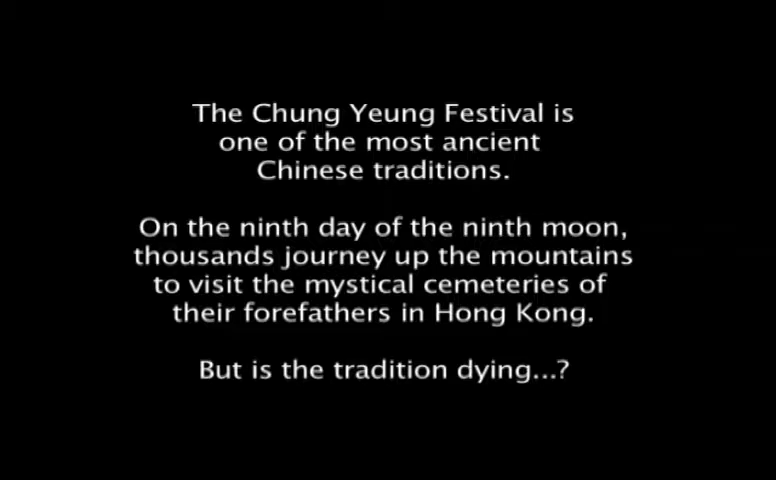 The Chung Yeung Festival is
one of the most ancient
Chinese traditions.
On the ninth day of the ninth moon,
thousands journey up the mountains
to visit the mystical cemeteries of
their forefathers in Hong Kong.
But is the tradition dying...?